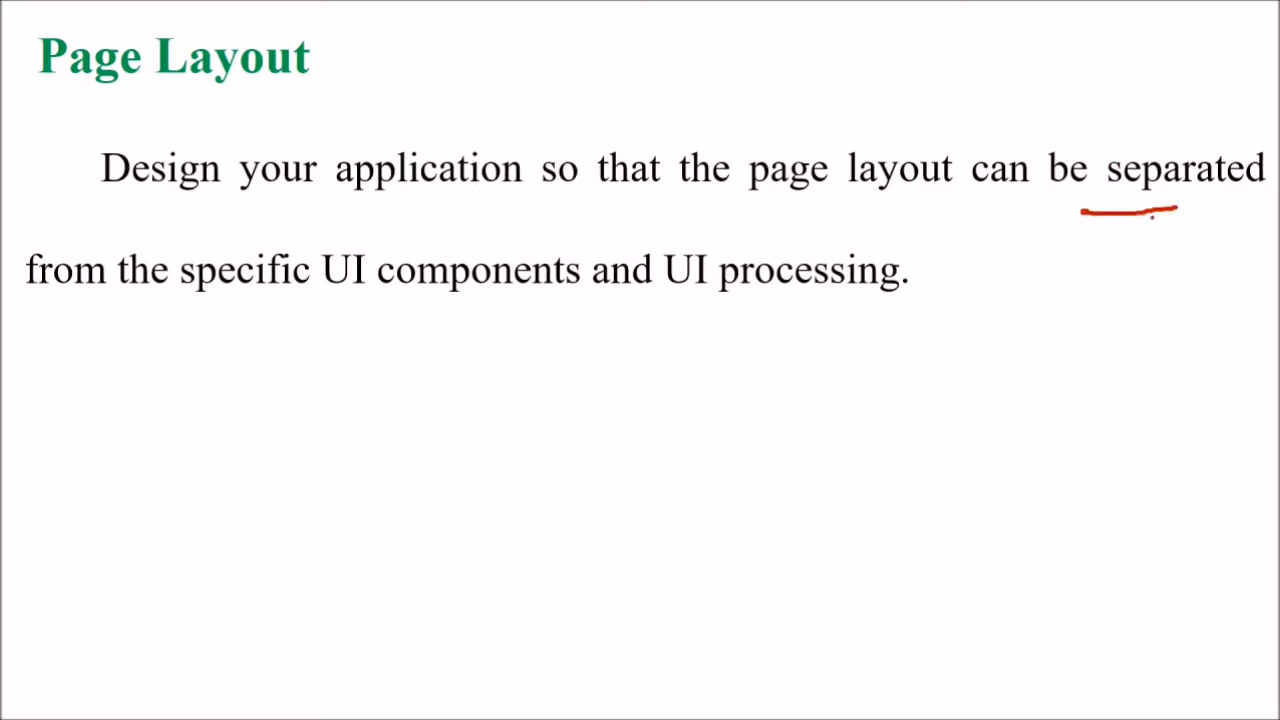 Page Layout
Design your application so that the page layout can be separated
from the specific UI components and UI processing.